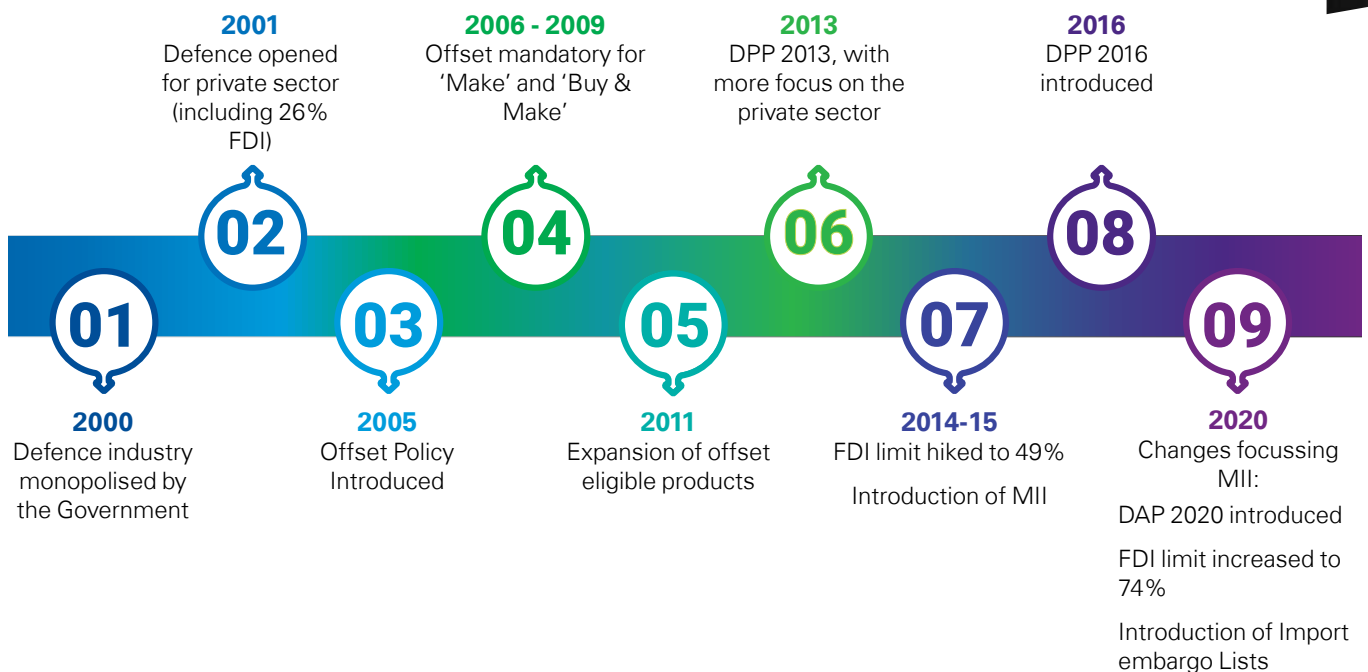 2001
Defence opened
for private sector
(including 26%
FDI)
2006 - 2009
Offset mandatory for
‘Make’ and ‘Buy &
Make’
2013
DPP 2013, with
more focus on the
private sector
2016
DPP 2016
introduced
02
04
06
08
01
03
05
07
09
2000
Defence industry
monopolised by
the Government
2005
Offset Policy
Introduced
2011
Expansion of offset
eligible products
2014-15
FDI limit hiked to 49%
Introduction of MII
2020
Changes focussing
MII:
DAP 2020 introduced
FDI limit increased to
74%
Introduction of Import
embargo Lists